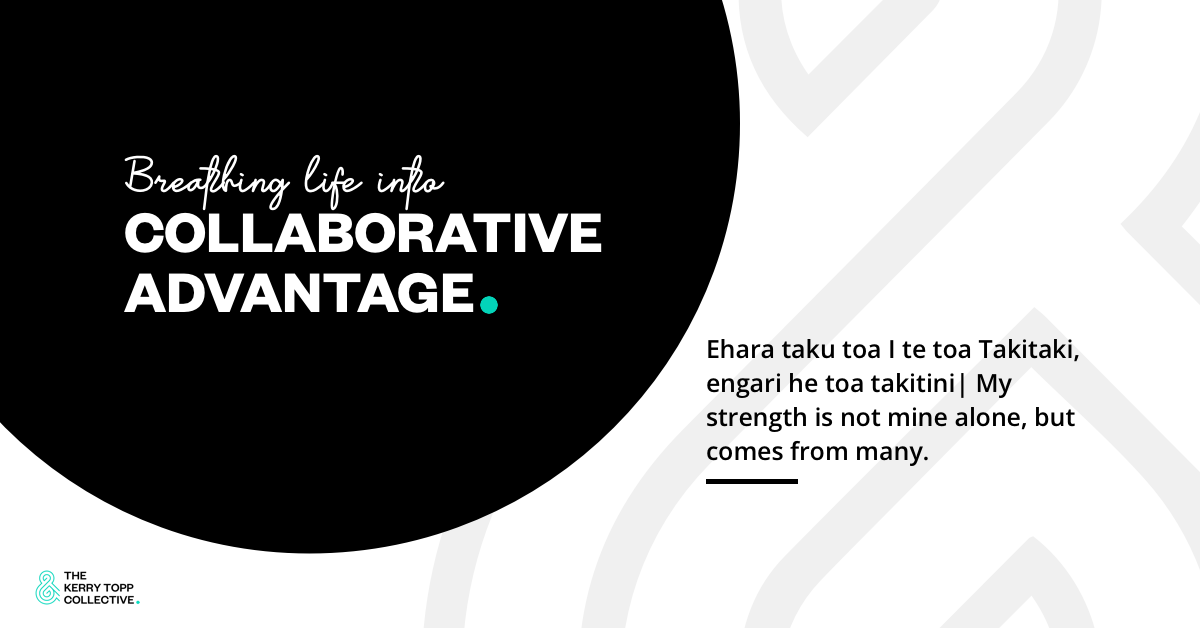 Breathing life into
COLLABORATIVE
ADVANTAGE.
Ehara taku toa I te toa Takitaki,
engari he toa takitini| My
strength is not mine alone, but
comes from many.
THE
KERRY TOPP
COLLECTIVE.